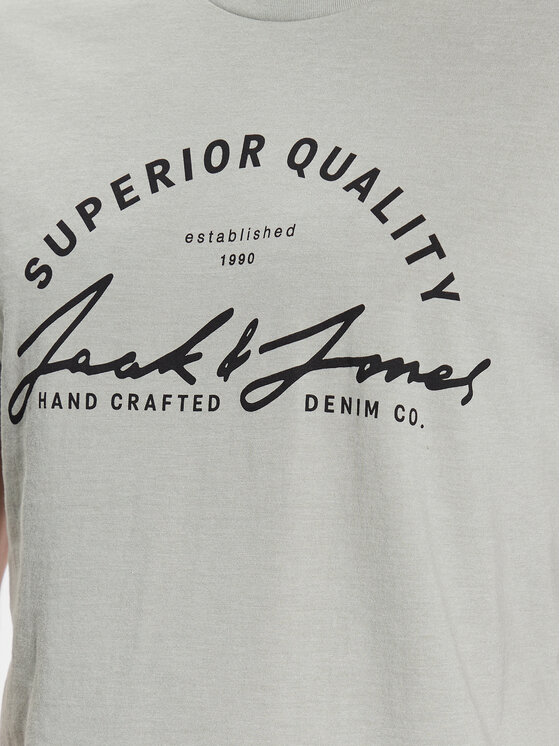 SUPERIOR QUALITY
established
1990
Jack & Jones
HAND CRAFTED DENIM CO.